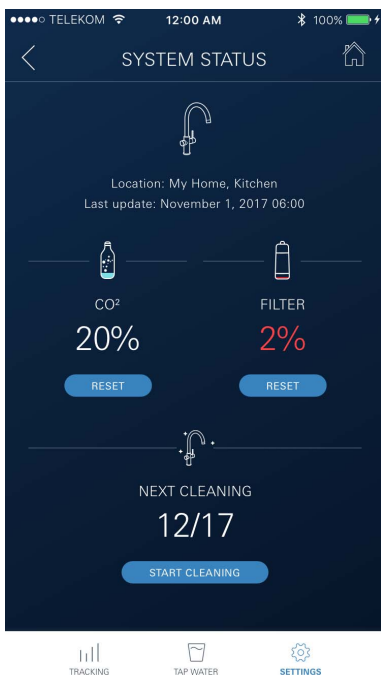 TELEKOM 12:00 AM 100%
SYSTEM STATUS
Location: My Home, Kitchen
Last update: November 1, 2017 06:00
CO² FILTER
20% 2%
RESET RESET
NEXT CLEANING
12/17
START CLEANING
TRACKING TAP WATER SETTINGS